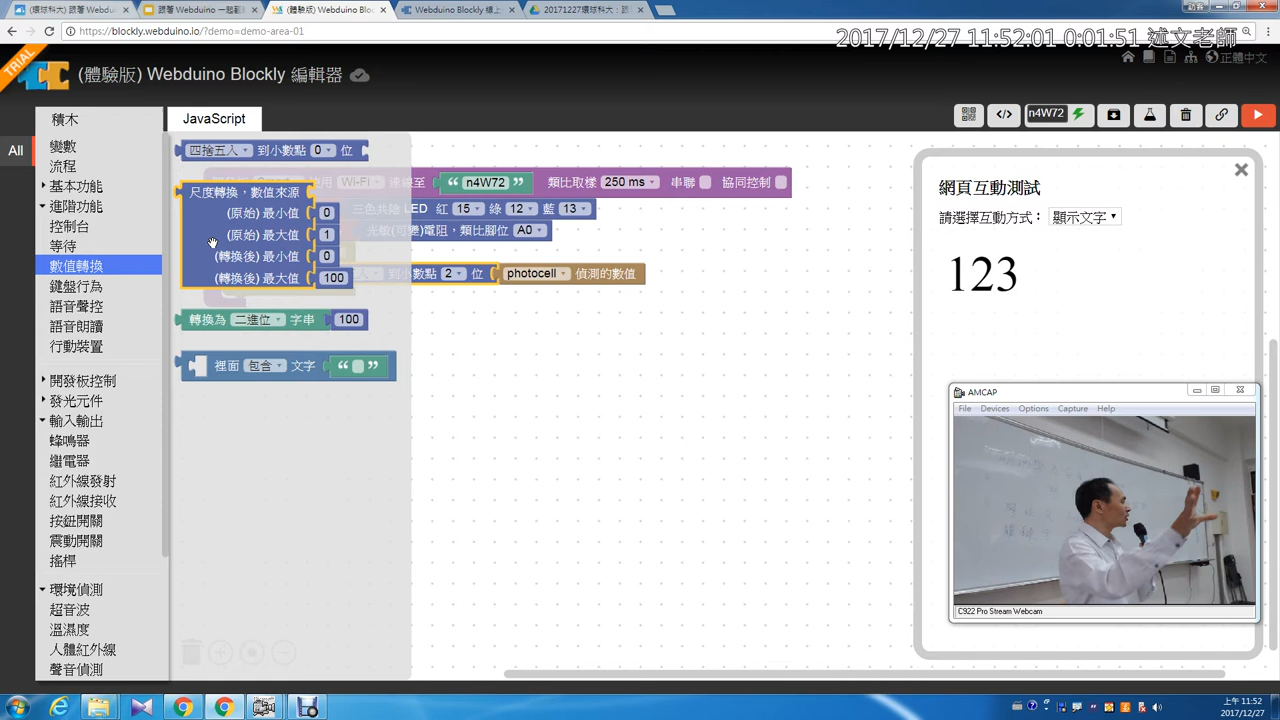 (環球科大) 跟著 Webdui
跟著 Webduino 一起翻
(體驗版) Webduino Bloc
Webduino Blockly 線上
20171227環球科大：跟
訪客
https://blockly.webduino.io/?demo=demo-area-01
2017/12/27 11:52:01 0:01:51 述文老師
TRIAL
(體驗版) Webduino Blockly 編輯器
正體中文
積木
JavaScript
n4W72
All
變數
流程
基本功能
進階功能
控制台
等待
數值轉換
鍵盤行為
語音聲控
語音朗讀
行動裝置
開發板控制
發光元件
輸入輸出
蜂鳴器
繼電器
紅外線發射
紅外線接收
按鈕開關
震動開關
搖桿
環境偵測
超音波
溫濕度
人體紅外線
聲音偵測
四捨五入 到小數點 0 位
尺度轉換，數值來源
(原始) 最小值 0
(原始) 最大值 1
(轉換後) 最小值 0
(轉換後) 最大值 100
轉換為 二進位 字串 100
裡面 包含 文字 “ ”
使用 Wi-Fi 連線至 “ n4W72 ” 類比取樣 250 ms 串聯 協同控制
三色共陰 LED 紅 15 綠 12 藍 13
光敏(可變)電阻，類比腳位 A0
到小數點 2 位 photocell 偵測的數值
網頁互動測試
請選擇互動方式： 顯示文字
123
AMCAP
File Devices Options Capture Help
C922 Pro Stream Webcam
上午 11:52
2017/12/27